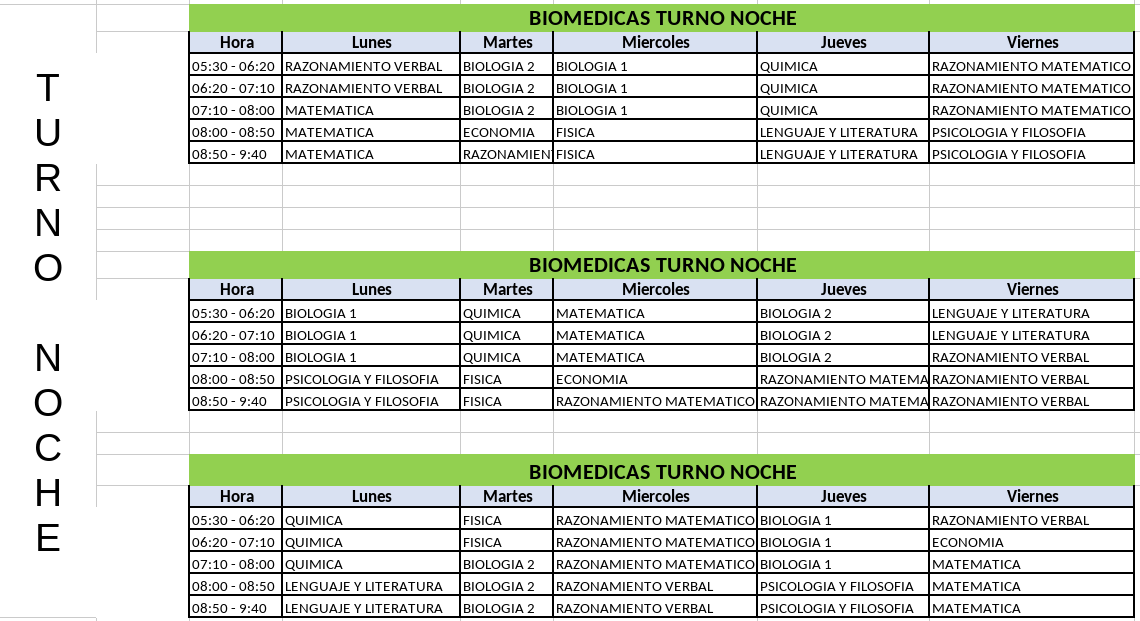 TURNO NOCHE
BIOMEDICAS TURNO NOCHE
Hora Lunes Martes Miercoles Jueves Viernes
05:30 - 06:20 RAZONAMIENTO VERBAL BIOLOGIA 2 BIOLOGIA 1 QUIMICA RAZONAMIENTO MATEMATICO
06:20 - 07:10 RAZONAMIENTO VERBAL BIOLOGIA 2 BIOLOGIA 1 QUIMICA RAZONAMIENTO MATEMATICO
07:10 - 08:00 MATEMATICA BIOLOGIA 2 BIOLOGIA 1 QUIMICA RAZONAMIENTO MATEMATICO
08:00 - 08:50 MATEMATICA ECONOMIA FISICA LENGUAJE Y LITERATURA PSICOLOGIA Y FILOSOFIA
08:50 - 9:40 MATEMATICA RAZONAMIENT FISICA LENGUAJE Y LITERATURA PSICOLOGIA Y FILOSOFIA
BIOMEDICAS TURNO NOCHE
Hora Lunes Martes Miercoles Jueves Viernes
05:30 - 06:20 BIOLOGIA 1 QUIMICA MATEMATICA BIOLOGIA 2 LENGUAJE Y LITERATURA
06:20 - 07:10 BIOLOGIA 1 QUIMICA MATEMATICA BIOLOGIA 2 LENGUAJE Y LITERATURA
07:10 - 08:00 BIOLOGIA 1 QUIMICA MATEMATICA BIOLOGIA 2 RAZONAMIENTO VERBAL
08:00 - 08:50 PSICOLOGIA Y FILOSOFIA FISICA ECONOMIA RAZONAMIENTO MATEMA RAZONAMIENTO VERBAL
08:50 - 9:40 PSICOLOGIA Y FILOSOFIA FISICA RAZONAMIENTO MATEMATICO RAZONAMIENTO MATEMA RAZONAMIENTO VERBAL
BIOMEDICAS TURNO NOCHE
Hora Lunes Martes Miercoles Jueves Viernes
05:30 - 06:20 QUIMICA FISICA RAZONAMIENTO MATEMATICO BIOLOGIA 1 RAZONAMIENTO VERBAL
06:20 - 07:10 QUIMICA FISICA RAZONAMIENTO MATEMATICO BIOLOGIA 1 ECONOMIA
07:10 - 08:00 QUIMICA BIOLOGIA 2 RAZONAMIENTO MATEMATICO BIOLOGIA 1 MATEMATICA
08:00 - 08:50 LENGUAJE Y LITERATURA BIOLOGIA 2 RAZONAMIENTO VERBAL PSICOLOGIA Y FILOSOFIA MATEMATICA
08:50 - 9:40 LENGUAJE Y LITERATURA BIOLOGIA 2 RAZONAMIENTO VERBAL PSICOLOGIA Y FILOSOFIA MATEMATICA